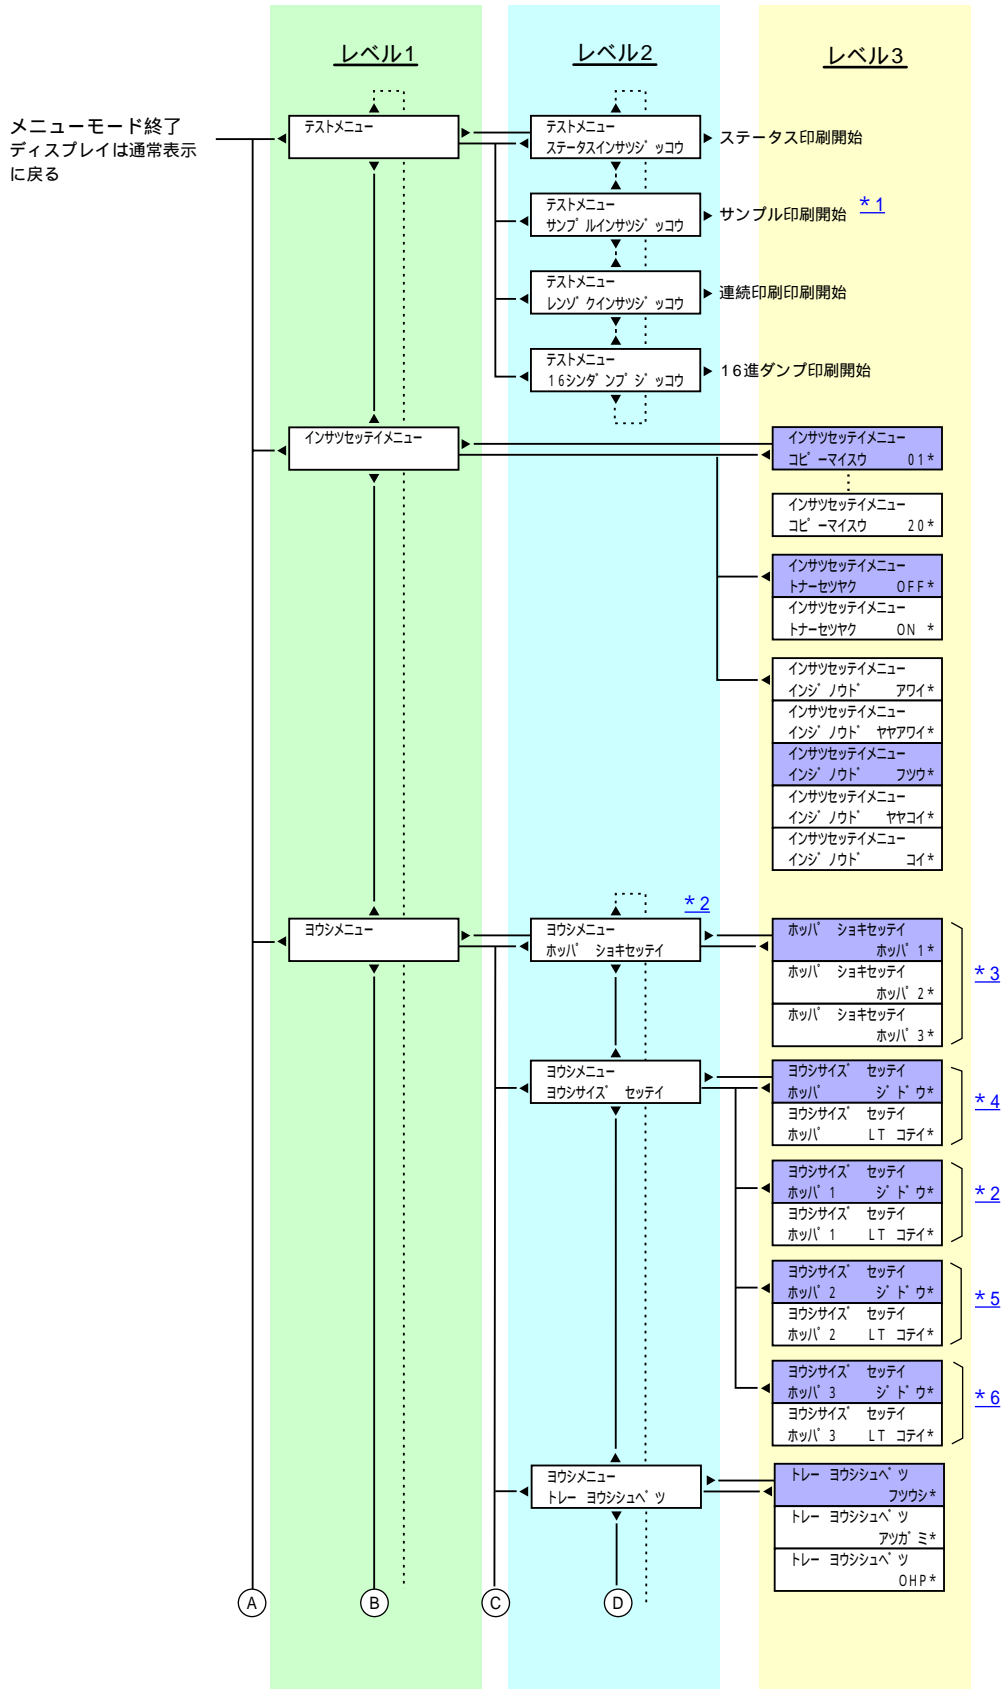 レベル1
レベル2
レベル3
メニューモード終了
ディスプレイは通常表示
に戻る
テストメニュー
テストメニュー
ステータスインサツジッコウ
ステータス印刷開始
テストメニュー
サンプルインサツジッコウ
サンプル印刷開始 *1
テストメニュー
レンゾクインサツジッコウ
連続印刷印刷開始
テストメニュー
16シンダンプジッコウ
16進ダンプ印刷開始
インサツセッテイメニュー
インサツセッテイメニュー
コピーマイスウ 01*
インサツセッテイメニュー
コピーマイスウ 20*
インサツセッテイメニュー
トナーセツヤク OFF*
インサツセッテイメニュー
トナーセツヤク ON *
インサツセッテイメニュー
インジノウド アワイ*
インサツセッテイメニュー
インジノウド ヤヤアワイ*
インサツセッテイメニュー
インジノウド フツウ*
インサツセッテイメニュー
インジノウド ヤヤコイ*
インサツセッテイメニュー
インジノウド コイ*
ヨウシメニュー
*2
ヨウシメニュー
ホッパ ショキセッテイ
ホッパ ショキセッテイ
ホッパ1*
ホッパ ショキセッテイ
ホッパ2*
ホッパ ショキセッテイ
ホッパ3*
*3
ヨウシメニュー
ヨウシサイズ セッテイ
ヨウシサイズ セッテイ
ホッパ ジドウ*
ヨウシサイズ セッテイ
ホッパ LT コテイ*
*4
ヨウシサイズ セッテイ
ホッパ1 ジドウ*
ヨウシサイズ セッテイ
ホッパ1 LT コテイ*
*2
ヨウシサイズ セッテイ
ホッパ2 ジドウ*
ヨウシサイズ セッテイ
ホッパ2 LT コテイ*
*5
ヨウシサイズ セッテイ
ホッパ3 ジドウ*
ヨウシサイズ セッテイ
ホッパ3 LT コテイ*
*6
ヨウシメニュー
トレー ヨウシシュベツ
トレー ヨウシシュベツ
フツウシ*
トレー ヨウシシュベツ
アツガミ*
トレー ヨウシシュベツ
OHP*
A
B
C
D